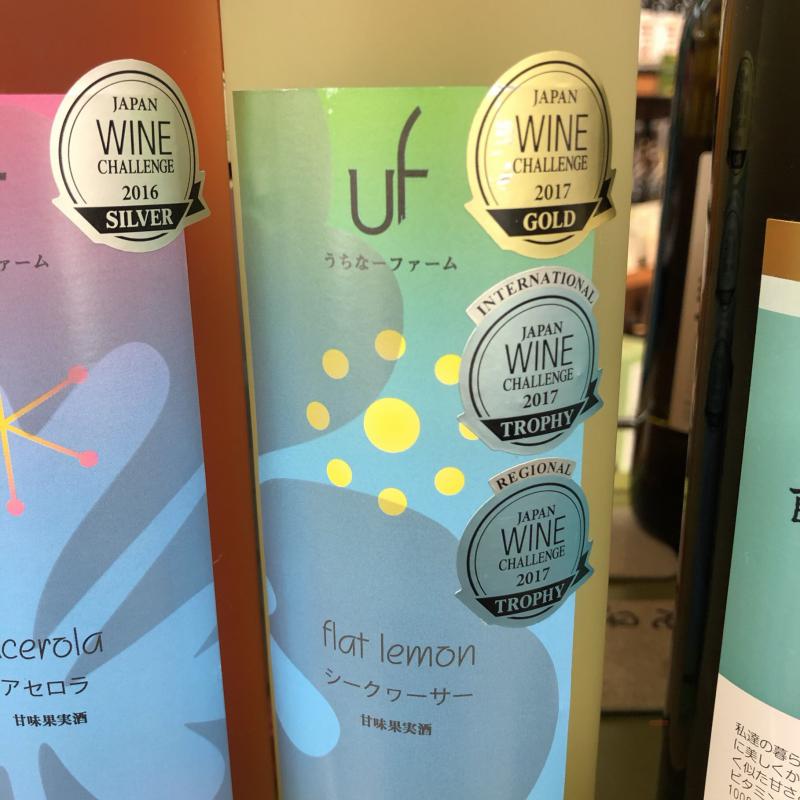 JAPAN
WINE
CHALLENGE
2016
SILVER
ァーム
cerola
アセロラ
甘味果実酒
uf
うちなーファーム
JAPAN
WINE
CHALLENGE
2017
GOLD
INTERNATIONAL
JAPAN
WINE
CHALLENGE
2017
TROPHY
REGIONAL
JAPAN
WINE
CHALLENGE
2017
TROPHY
flat lemon
シークヮーサー
甘味果実酒
私達の暮ら
に美しくか
く似た甘さ
ビタミン